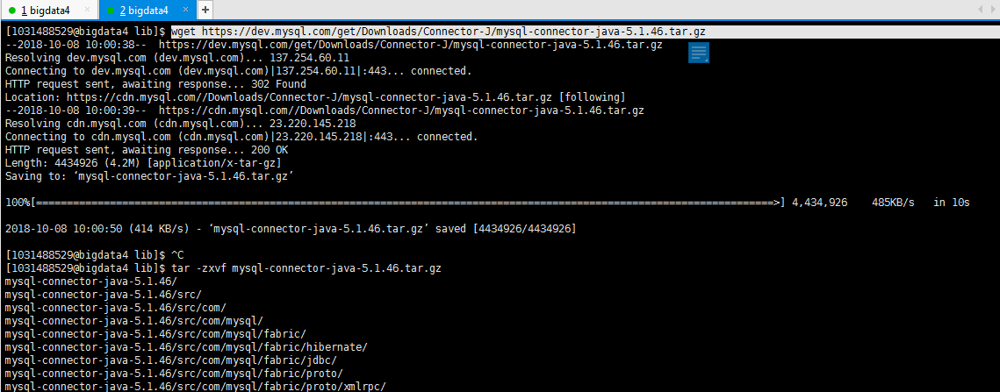 1 bigdata4 × 2 bigdata4 × +
[1031488529@bigdata4 lib]$ wget https://dev.mysql.com/get/Downloads/Connector-J/mysql-connector-java-5.1.46.tar.gz
--2018-10-08 10:00:38--  https://dev.mysql.com/get/Downloads/Connector-J/mysql-connector-java-5.1.46.tar.gz
Resolving dev.mysql.com (dev.mysql.com)... 137.254.60.11
Connecting to dev.mysql.com (dev.mysql.com)|137.254.60.11|:443... connected.
HTTP request sent, awaiting response... 302 Found
Location: https://cdn.mysql.com//Downloads/Connector-J/mysql-connector-java-5.1.46.tar.gz [following]
--2018-10-08 10:00:39--  https://cdn.mysql.com//Downloads/Connector-J/mysql-connector-java-5.1.46.tar.gz
Resolving cdn.mysql.com (cdn.mysql.com)... 23.220.145.218
Connecting to cdn.mysql.com (cdn.mysql.com)|23.220.145.218|:443... connected.
HTTP request sent, awaiting response... 200 OK
Length: 4434926 (4.2M) [application/x-tar-gz]
Saving to: ‘mysql-connector-java-5.1.46.tar.gz’
100%[========================================================================================================================>] 4,434,926    485KB/s   in 10s
2018-10-08 10:00:50 (414 KB/s) - ‘mysql-connector-java-5.1.46.tar.gz’ saved [4434926/4434926]
[1031488529@bigdata4 lib]$ ^C
[1031488529@bigdata4 lib]$ tar -zxvf mysql-connector-java-5.1.46.tar.gz
mysql-connector-java-5.1.46/
mysql-connector-java-5.1.46/src/
mysql-connector-java-5.1.46/src/com/
mysql-connector-java-5.1.46/src/com/mysql/
mysql-connector-java-5.1.46/src/com/mysql/fabric/
mysql-connector-java-5.1.46/src/com/mysql/fabric/hibernate/
mysql-connector-java-5.1.46/src/com/mysql/fabric/jdbc/
mysql-connector-java-5.1.46/src/com/mysql/fabric/proto/
mysql-connector-java-5.1.46/src/com/mysql/fabric/proto/xmlrpc/